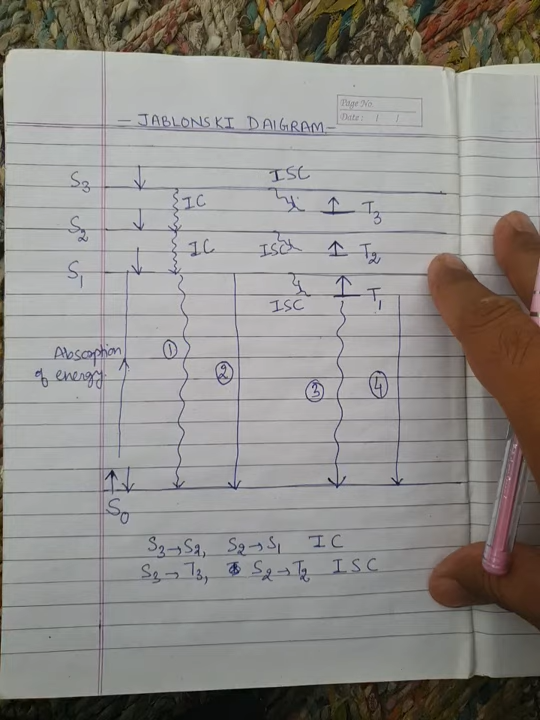 Page No.
Date: / /
- JABLONSKI DAIGRAM -
S3 ISC
IC T3
S2
IC ISC T2
S1
ISC T1
Absorption
of energy
① ② ③ ④
S0
S3→S2, S2→S1 IC
S3→T3, S2→T2 ISC